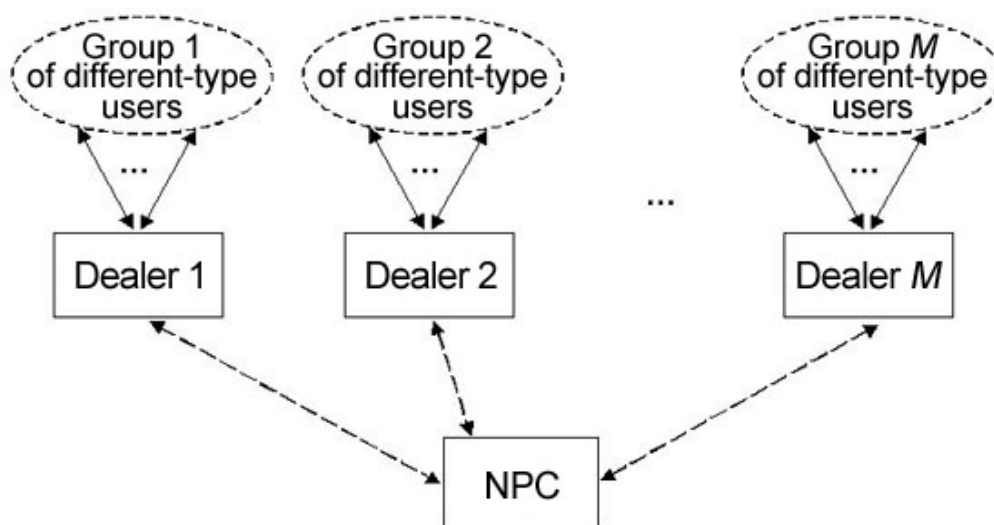 Group 1
of different-type
users
Group 2
of different-type
users
Group M
of different-type
users
...
...
...
...
Dealer 1
Dealer 2
Dealer M
NPC